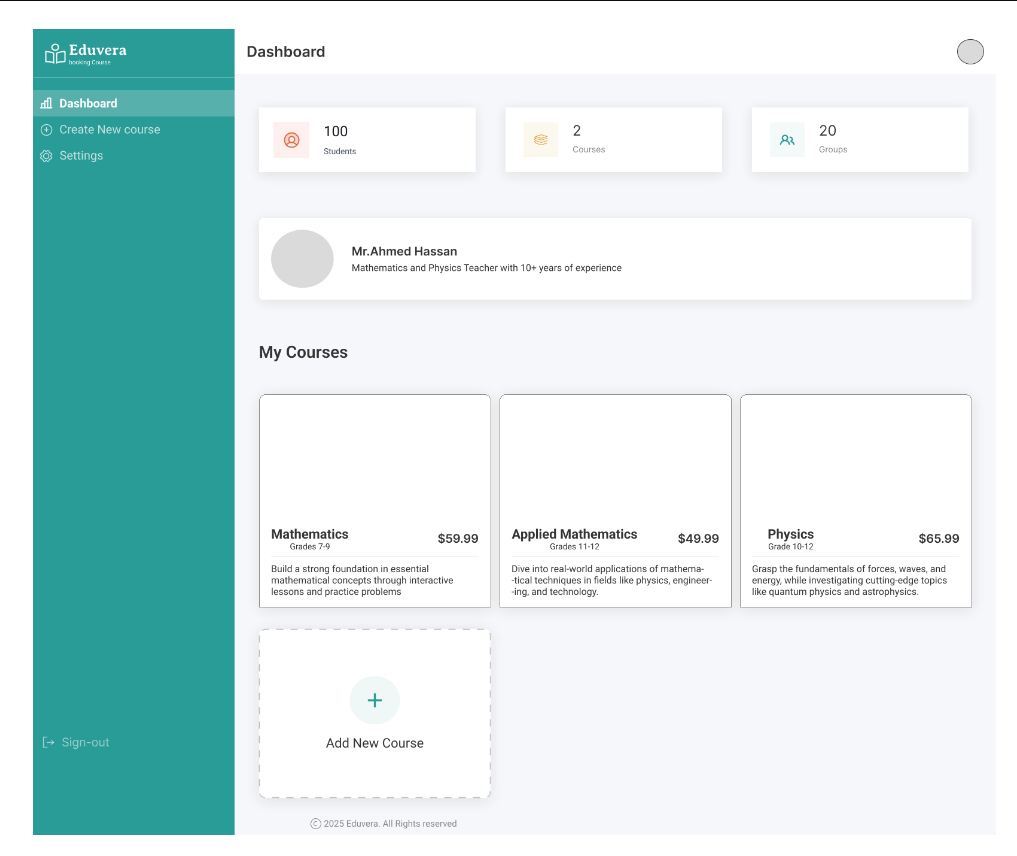 Eduvera
booking Course
Dashboard
Dashboard
Create New course
Settings
Sign-out
100
Students
2
Courses
20
Groups
Mr.Ahmed Hassan
Mathematics and Physics Teacher with 10+ years of experience
My Courses
Mathematics
Grades 7-9
$59.99
Build a strong foundation in essential
mathematical concepts through interactive
lessons and practice problems
Applied Mathematics
Grades 11-12
$49.99
Dive into real-world applications of mathema-
-tical techniques in fields like physics, engineer-
-ing, and technology.
Physics
Grade 10-12
$65.99
Grasp the fundamentals of forces, waves, and
energy, while investigating cutting-edge topics
like quantum physics and astrophysics.
+
Add New Course
© 2025 Eduvera. All Rights reserved